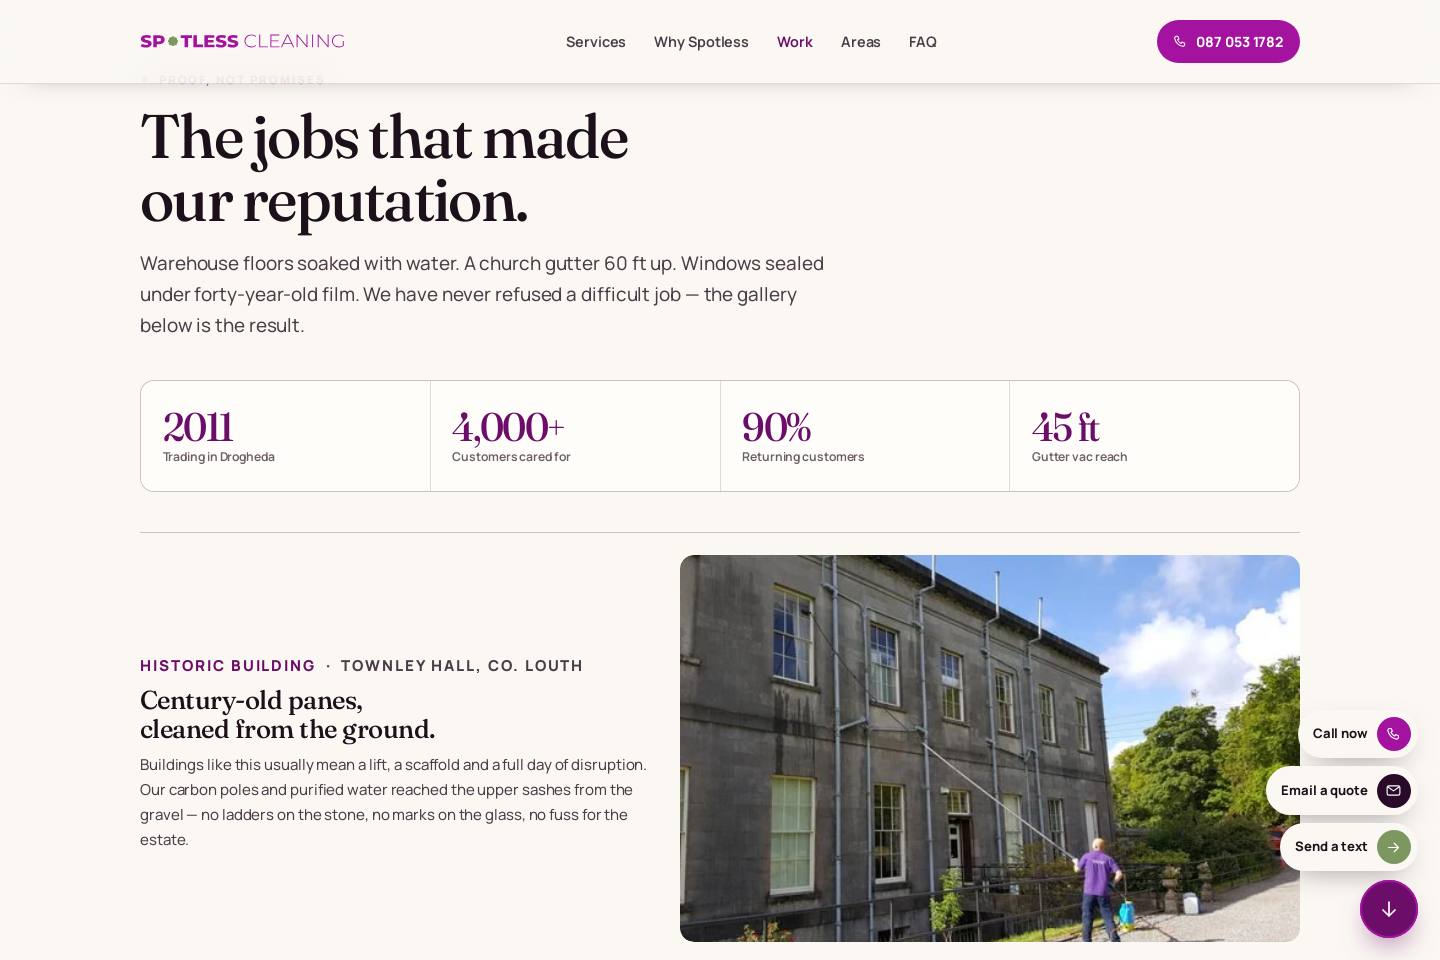 SPOTLESS CLEANING
Services
Why Spotless
Work
Areas
FAQ
087 053 1782
PROOF, NOT PROMISES
The jobs that made
our reputation.
Warehouse floors soaked with water. A church gutter 60 ft up. Windows sealed
under forty-year-old film. We have never refused a difficult job — the gallery
below is the result.
2011
Trading in Drogheda
4,000+
Customers cared for
90%
Returning customers
45 ft
Gutter vac reach
HISTORIC BUILDING · TOWNLEY HALL, CO. LOUTH
Century-old panes,
cleaned from the ground.
Buildings like this usually mean a lift, a scaffold and a full day of disruption.
Our carbon poles and purified water reached the upper sashes from the
gravel — no ladders on the stone, no marks on the glass, no fuss for the
estate.
Call now
Email a quote
Send a text